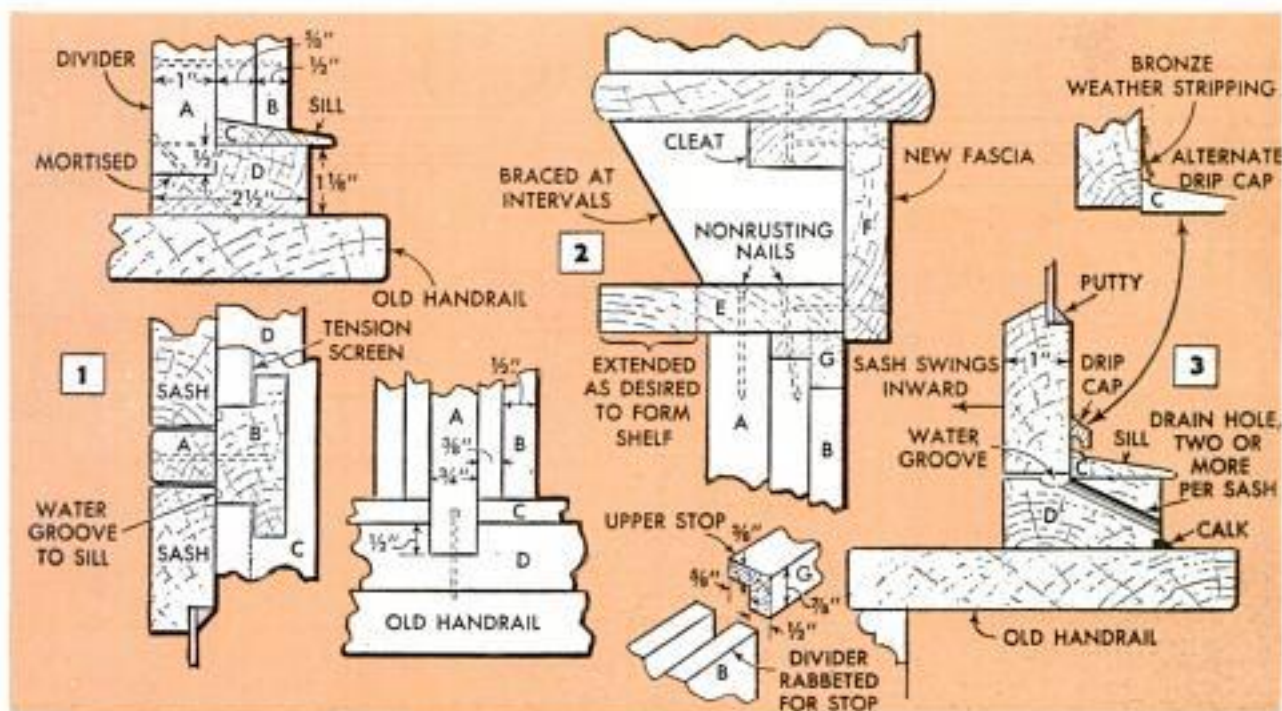 DIVIDER
1"
⅝"
½"
A
B
SILL
C
MORTISED
½"
D
2½"
1⅛"
OLD HANDRAIL
1
D
TENSION
SCREEN
SASH
A
B
WATER
GROOVE
TO SILL
SASH
C
½"
A
⅜"
¾"
B
C
½"
D
OLD HANDRAIL
CLEAT
NEW FASCIA
BRACED AT
INTERVALS
2
NONRUSTING
NAILS
F
E
G
EXTENDED
AS DESIRED
TO FORM
SHELF
A
B
UPPER STOP
⅜"
⅝"
G
⅞"
½"
B
DIVIDER
RABBETED
FOR STOP
BRONZE
WEATHER STRIPPING
ALTERNATE
DRIP CAP
C
PUTTY
1"
SASH SWINGS
INWARD
DRIP
CAP
3
WATER
GROOVE
SILL
DRAIN HOLE,
TWO OR
MORE
PER SASH
C
D
CALK
OLD HANDRAIL